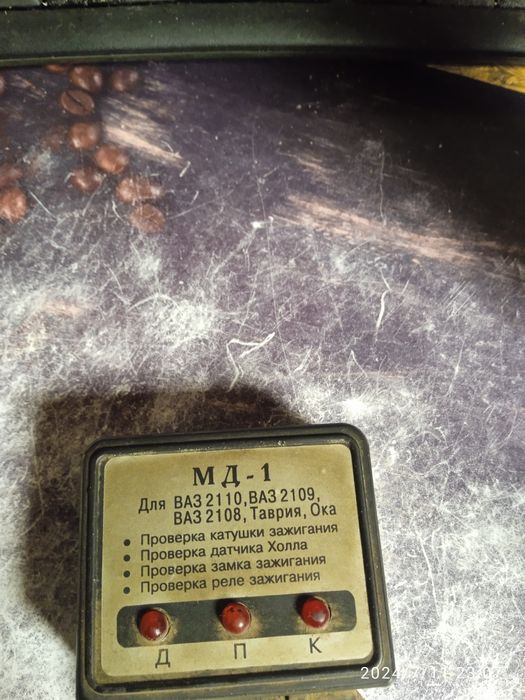 МД-1
Для ВАЗ 2110, ВАЗ 2109,
ВАЗ 2108, Таврия, Ока
• Проверка катушки зажигания
• Проверка датчика Холла
• Проверка замка зажигания
• Проверка реле зажигания
Д П К